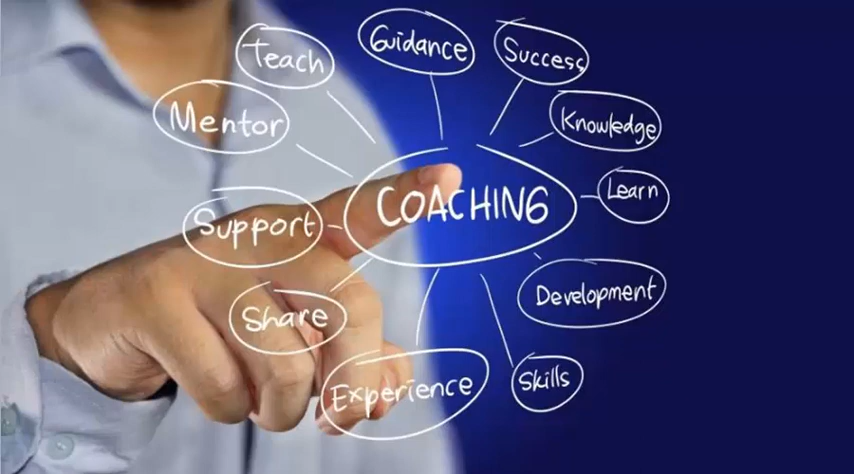 Guidance
Success
Teach
Mentor
Knowledge
COACHING
Learn
Support
Development
Share
Experience
Skills